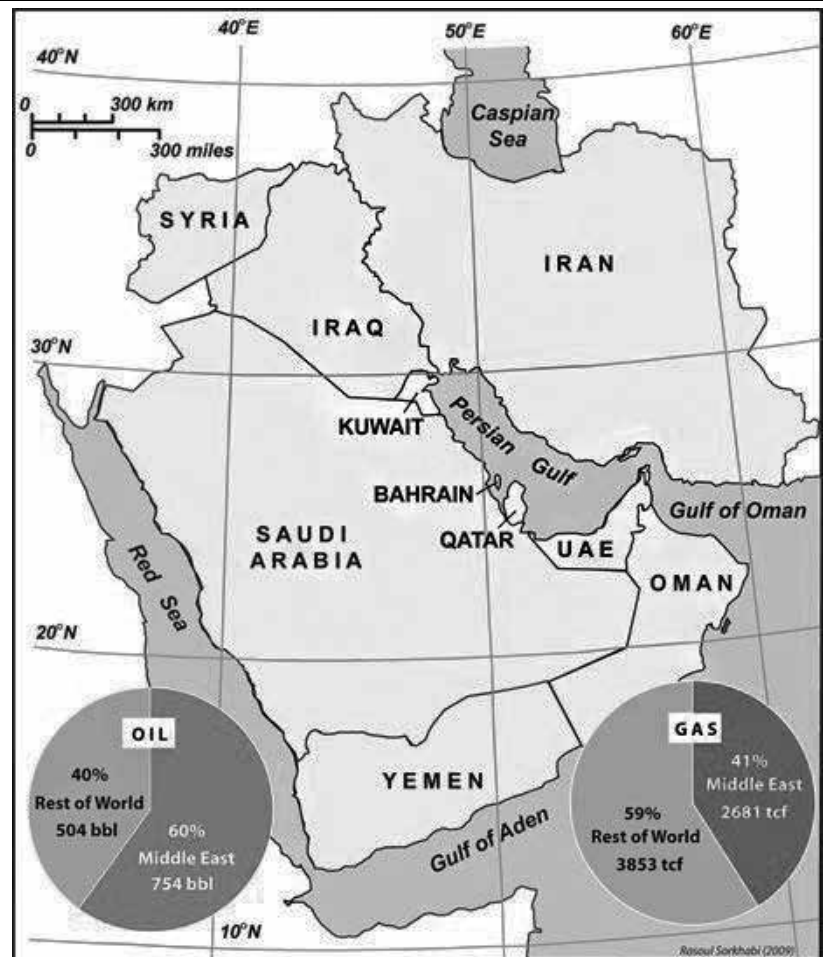 40°E
50°E
60°E
40°N
0 300 km
0 300 miles
Caspian
Sea
SYRIA
IRAN
IRAQ
30°N
KUWAIT
Persian Gulf
BAHRAIN
QATAR
Gulf of Oman
UAE
SAUDI
ARABIA
OMAN
Red Sea
20°N
YEMEN
Gulf of Aden
10°N
OIL
40%
Rest of World
504 bbl
60%
Middle East
754 bbl
GAS
41%
Middle East
2681 tcf
59%
Rest of World
3853 tcf
Rasoul Sorkhabi (2009)